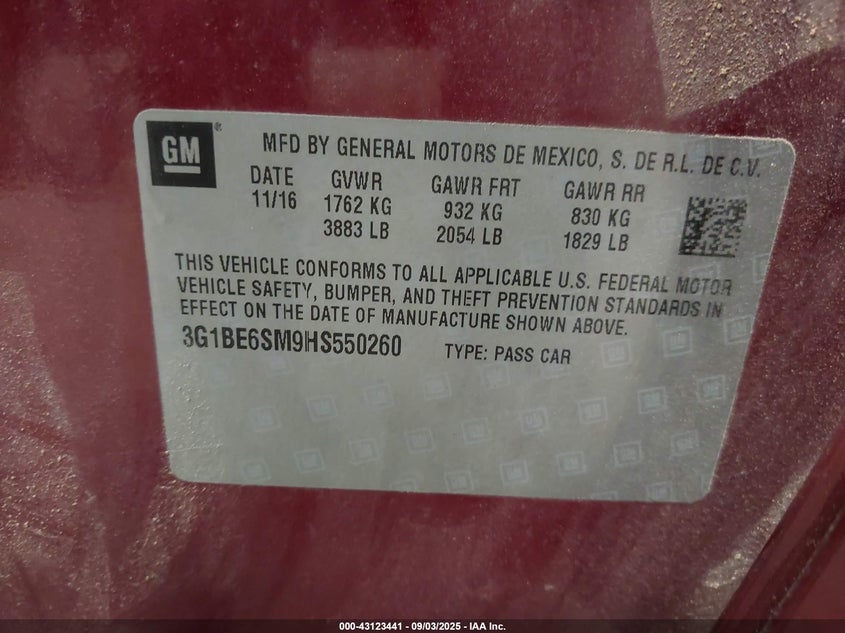 GM®
MFD BY GENERAL MOTORS DE MEXICO, S. DE R.L. DE C.V.
DATE GVWR GAWR FRT GAWR RR
11/16 1762 KG 932 KG 830 KG
3883 LB 2054 LB 1829 LB
THIS VEHICLE CONFORMS TO ALL APPLICABLE U.S. FEDERAL MOTOR
VEHICLE SAFETY, BUMPER, AND THEFT PREVENTION STANDARDS IN
EFFECT ON THE DATE OF MANUFACTURE SHOWN ABOVE.
3G1BE6SM9HS550260 TYPE: PASS CAR
000-43123441 - 09/03/2025 - IAA Inc.